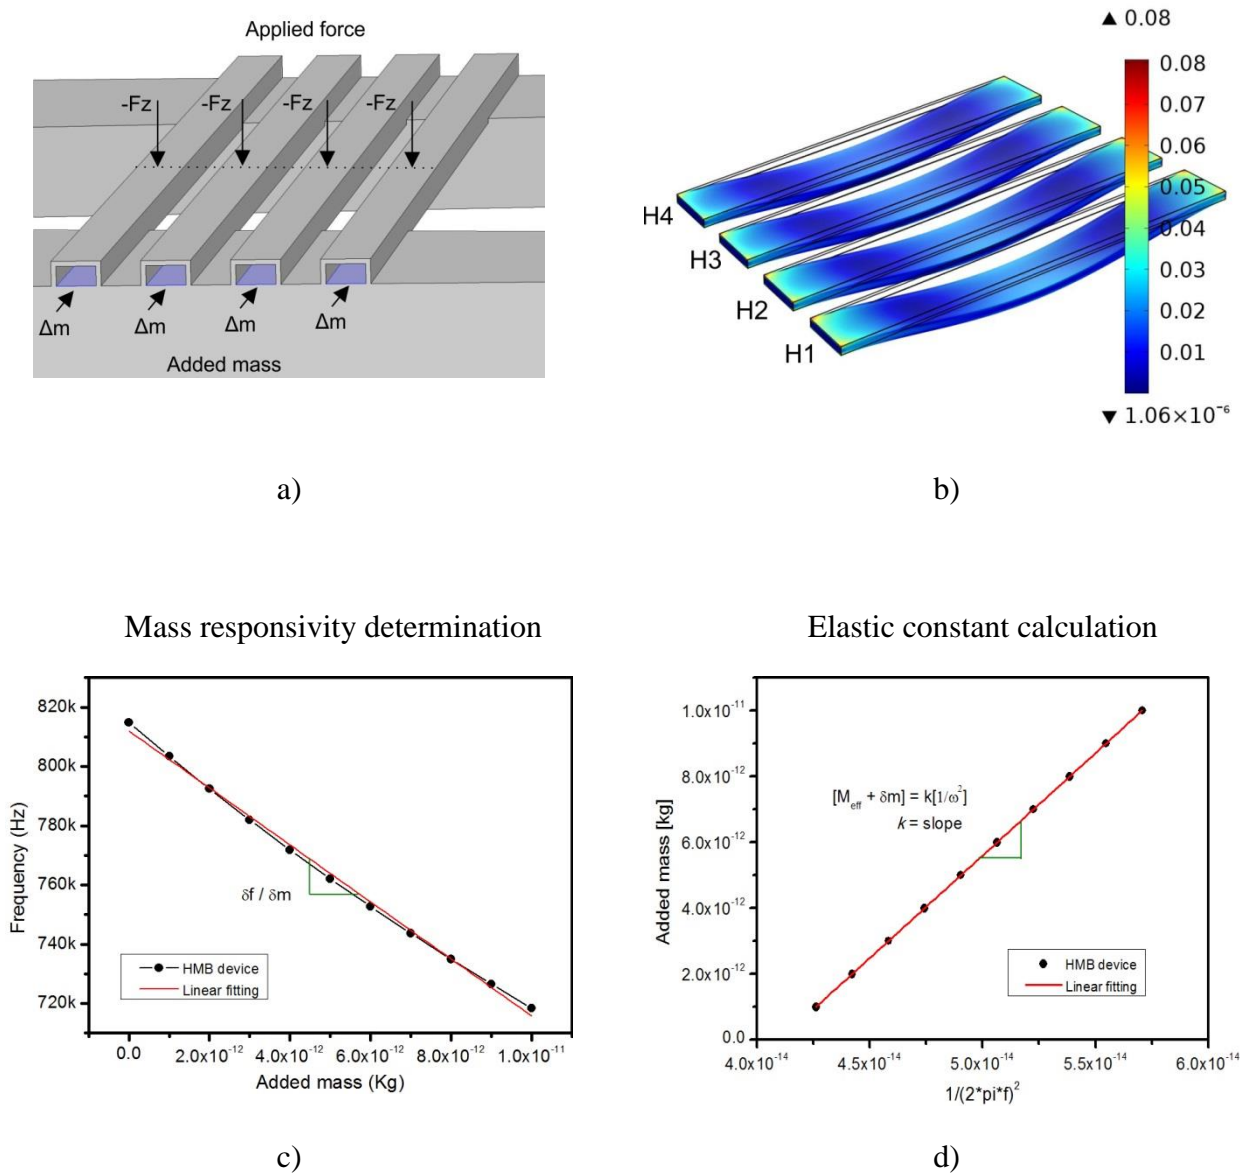 Applied force
-Fz -Fz -Fz -Fz
Δm Δm Δm Δm
Added mass
a)
▲ 0.08
0.08
0.07
0.06
0.05
0.04
0.03
0.02
0.01
▼ 1.06×10⁻⁶
H4
H3
H2
H1
b)
Mass responsivity determination
820k
800k
780k
760k
740k
720k
Frequency (Hz)
δf / δm
HMB device
Linear fitting
0.0 2.0x10⁻¹² 4.0x10⁻¹² 6.0x10⁻¹² 8.0x10⁻¹² 1.0x10⁻¹¹
Added mass (Kg)
c)
Elastic constant calculation
1.0x10⁻¹¹
8.0x10⁻¹²
6.0x10⁻¹²
4.0x10⁻¹²
2.0x10⁻¹²
0.0
Added mass [kg]
[M_eff + δm] = k[1/ω²]
k = slope
HMB device
Linear fitting
4.0x10⁻¹⁴ 4.5x10⁻¹⁴ 5.0x10⁻¹⁴ 5.5x10⁻¹⁴ 6.0x10⁻¹⁴
1/(2*pi*f)²
d)